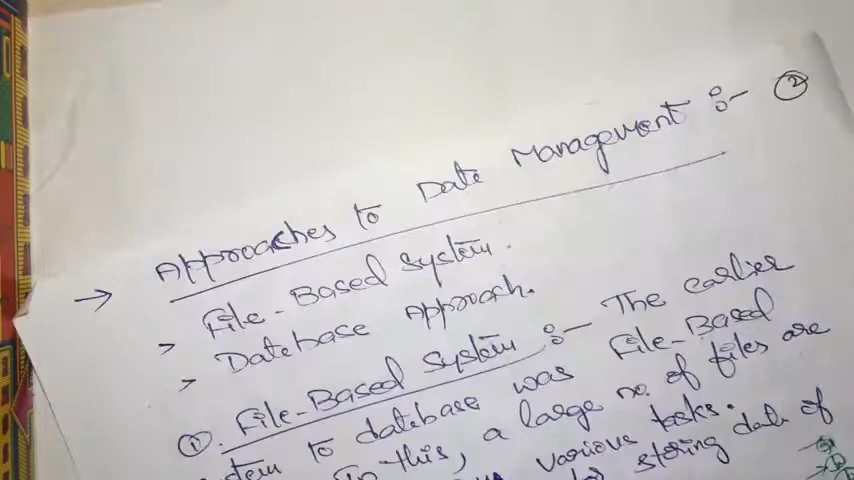 ②
→ Approaches to Data Management :-
> File-Based System.
> Database Approach.
①. File-Based System :- The earlier
to database was File-Based
In this, a large no. of files are
various tasks.
storing data of